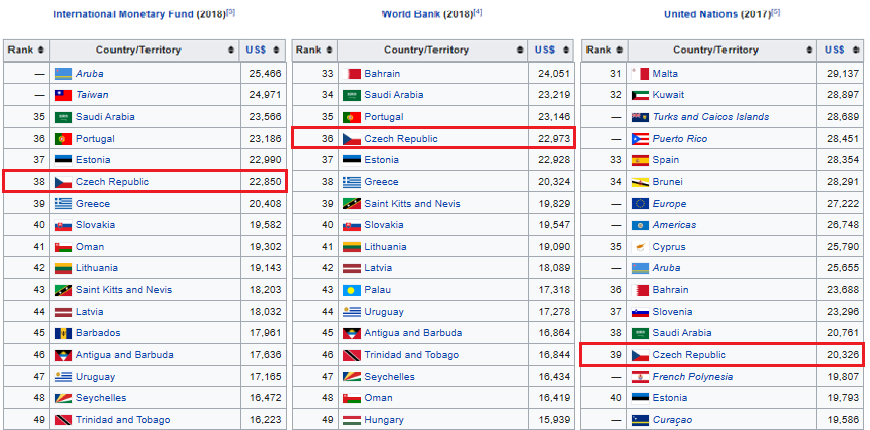 International Monetary Fund (2018)[3]
Rank Country/Territory US$
— Aruba 25,466
— Taiwan 24,971
35 Saudi Arabia 23,566
36 Portugal 23,186
37 Estonia 22,990
38 Czech Republic 22,850
39 Greece 20,408
40 Slovakia 19,582
41 Oman 19,302
42 Lithuania 19,143
43 Saint Kitts and Nevis 18,203
44 Latvia 18,032
45 Barbados 17,961
46 Antigua and Barbuda 17,636
47 Uruguay 17,165
48 Seychelles 16,472
49 Trinidad and Tobago 16,223
World Bank (2018)[4]
Rank Country/Territory US$
33 Bahrain 24,051
34 Saudi Arabia 23,219
35 Portugal 23,146
36 Czech Republic 22,973
37 Estonia 22,928
38 Greece 20,324
39 Saint Kitts and Nevis 19,829
40 Slovakia 19,547
41 Lithuania 19,090
42 Latvia 18,089
43 Palau 17,318
44 Uruguay 17,278
45 Antigua and Barbuda 16,864
46 Trinidad and Tobago 16,844
47 Seychelles 16,434
48 Oman 16,419
49 Hungary 15,939
United Nations (2017)[5]
Rank Country/Territory US$
31 Malta 29,137
32 Kuwait 28,897
— Turks and Caicos Islands 28,689
— Puerto Rico 28,451
33 Spain 28,354
34 Brunei 28,291
— Europe 27,222
— Americas 26,748
35 Cyprus 25,790
— Aruba 25,655
36 Bahrain 23,688
37 Slovenia 23,296
38 Saudi Arabia 20,761
39 Czech Republic 20,326
— French Polynesia 19,807
40 Estonia 19,793
— Curaçao 19,586